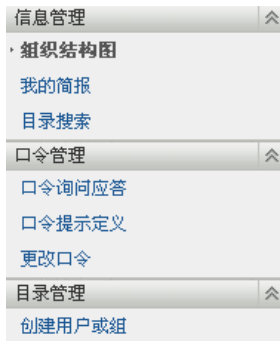 信息管理
组织结构图
我的简报
目录搜索
口令管理
口令询问应答
口令提示定义
更改口令
目录管理
创建用户或组